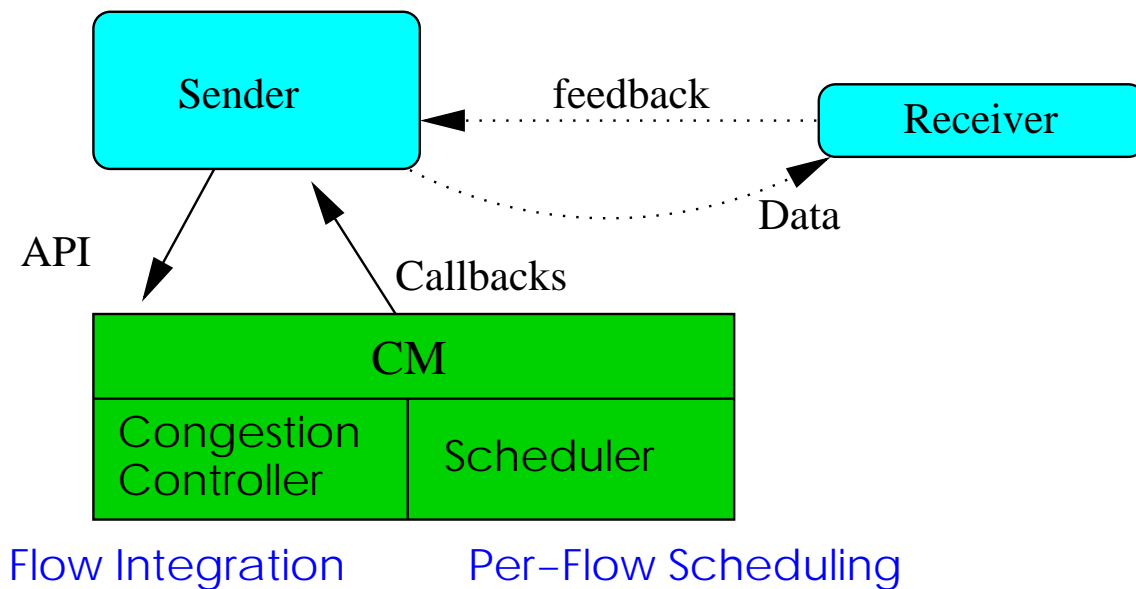 Sender
feedback
Receiver
Data
API
Callbacks
CM
Congestion
Controller
Scheduler
Flow Integration
Per−Flow Scheduling